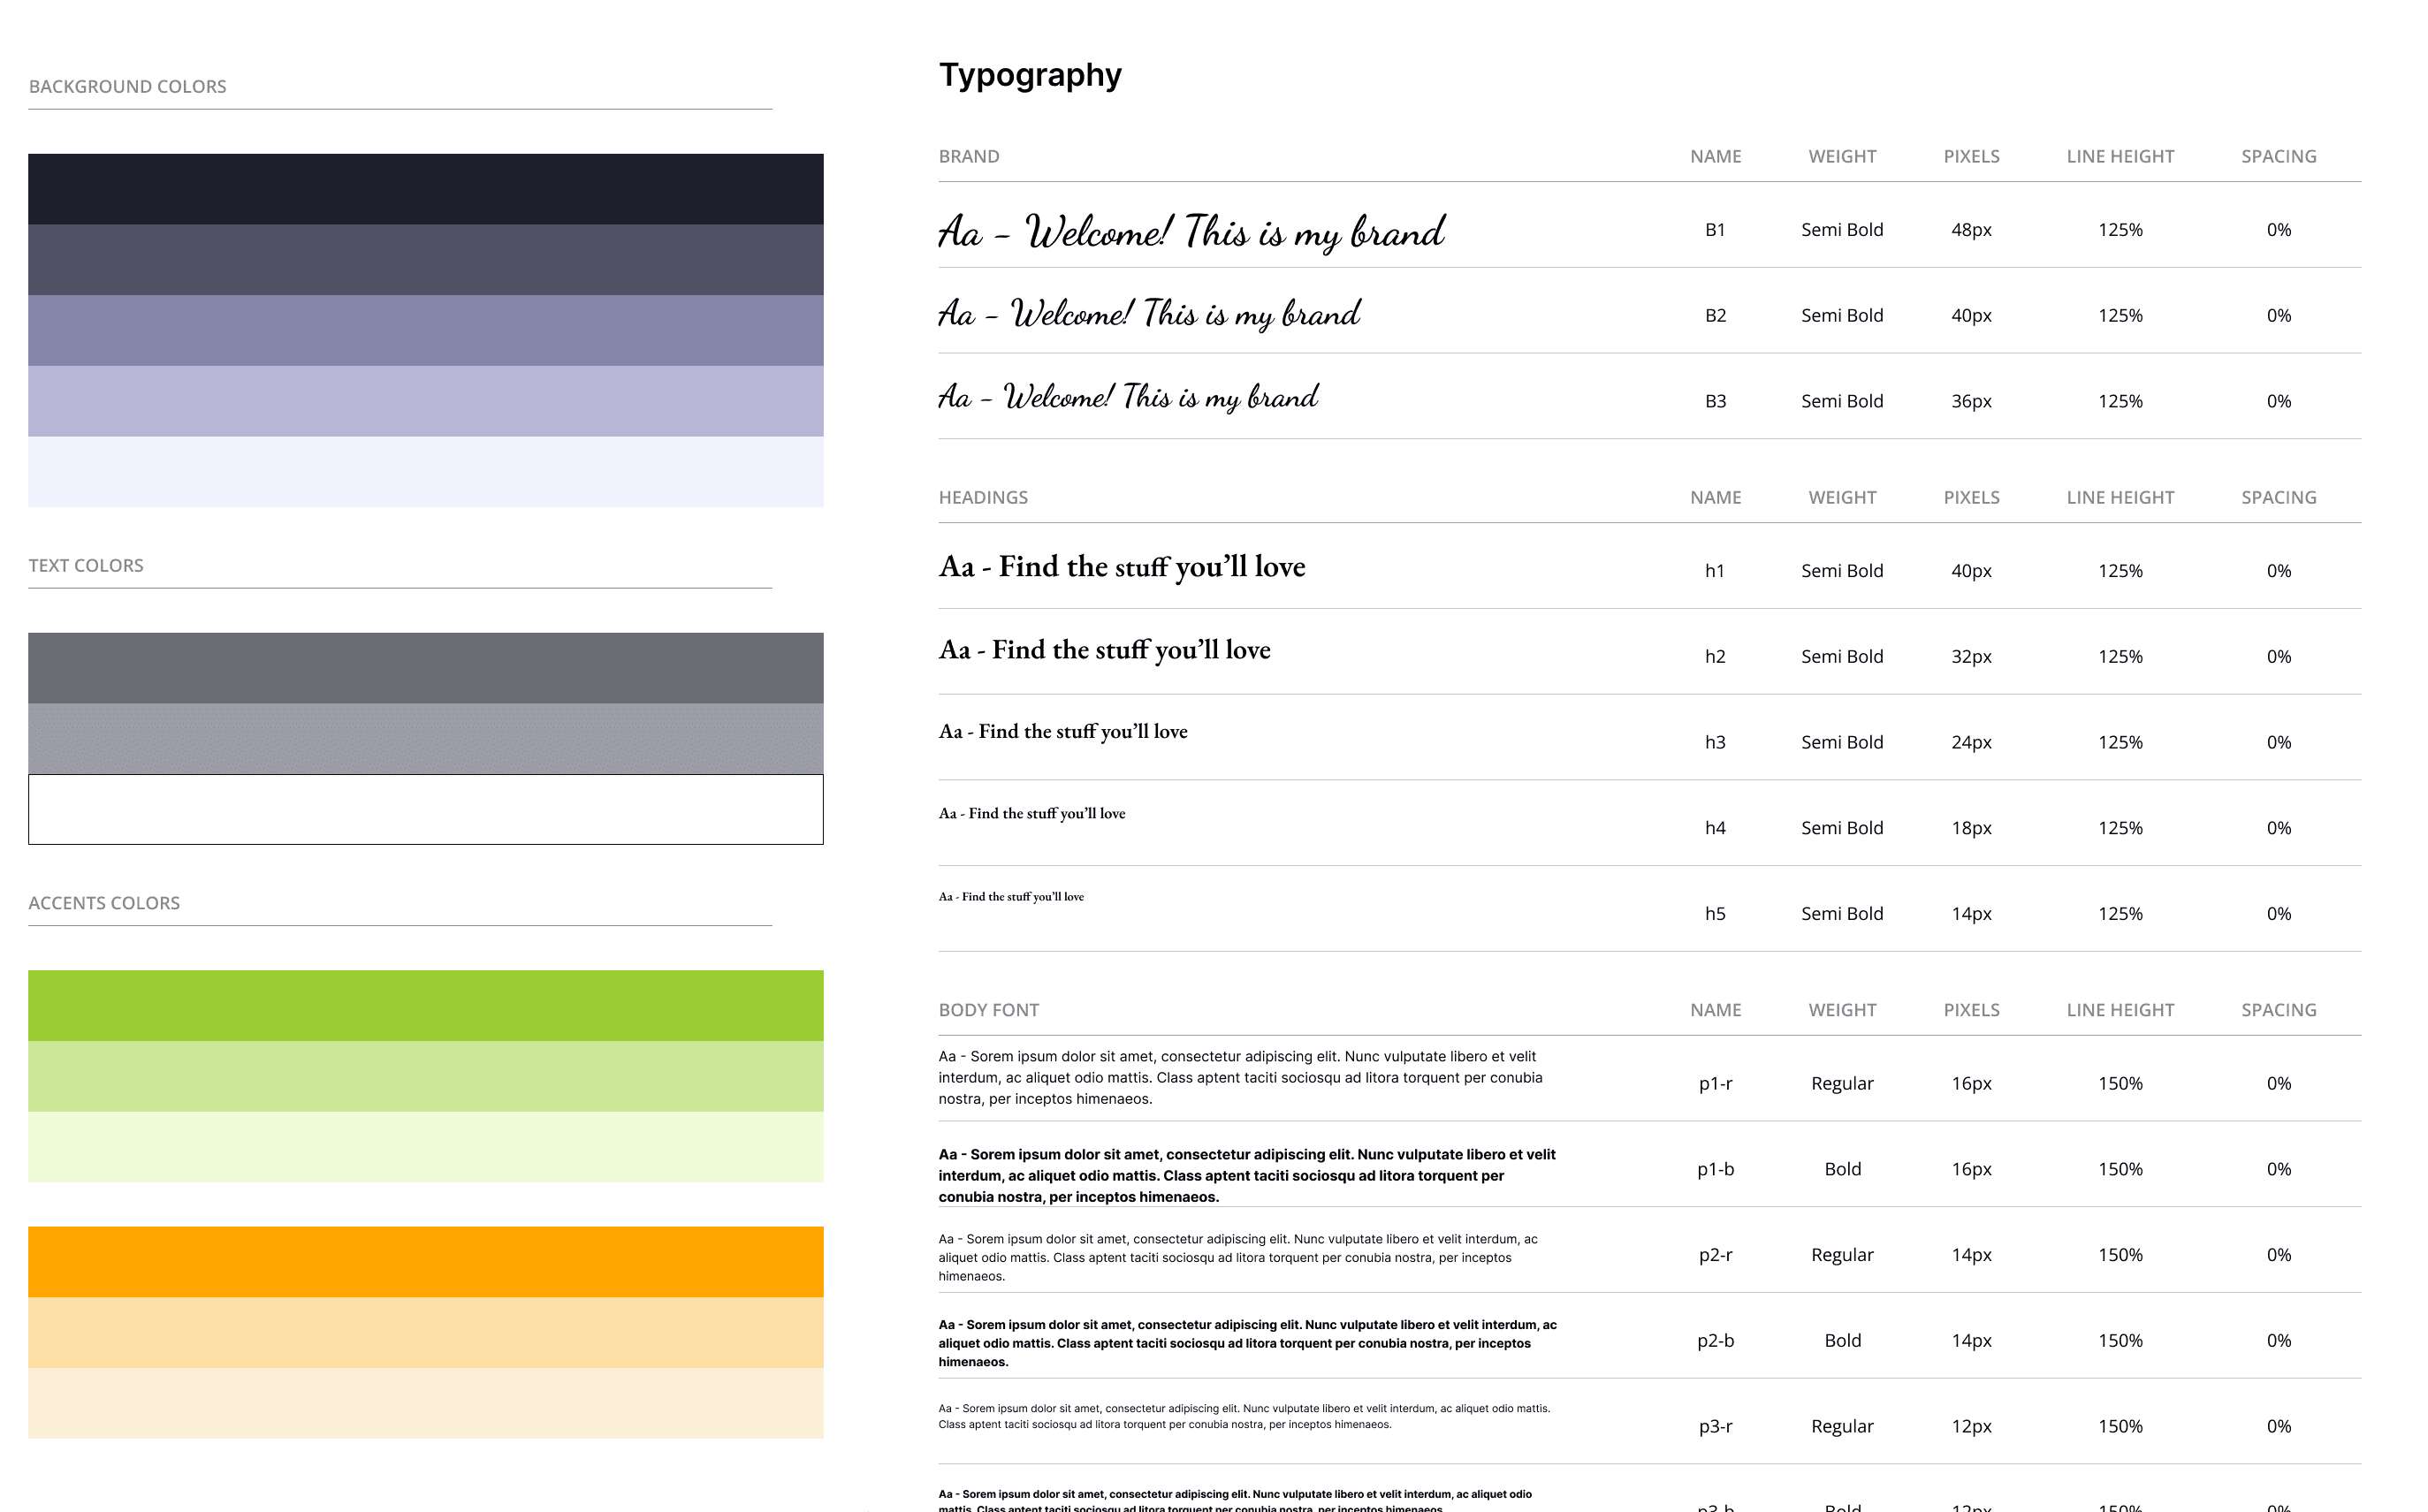 BACKGROUND COLORS
TEXT COLORS
ACCENTS COLORS
Typography
BRAND NAME WEIGHT PIXELS LINE HEIGHT SPACING
Aa - Welcome! This is my brand B1 Semi Bold 48px 125% 0%
Aa - Welcome! This is my brand B2 Semi Bold 40px 125% 0%
Aa - Welcome! This is my brand B3 Semi Bold 36px 125% 0%
HEADINGS NAME WEIGHT PIXELS LINE HEIGHT SPACING
Aa - Find the stuff you’ll love h1 Semi Bold 40px 125% 0%
Aa - Find the stuff you’ll love h2 Semi Bold 32px 125% 0%
Aa - Find the stuff you’ll love h3 Semi Bold 24px 125% 0%
Aa - Find the stuff you’ll love h4 Semi Bold 18px 125% 0%
Aa - Find the stuff you’ll love h5 Semi Bold 14px 125% 0%
BODY FONT NAME WEIGHT PIXELS LINE HEIGHT SPACING
Aa - Sorem ipsum dolor sit amet, consectetur adipiscing elit. Nunc vulputate libero et velit
interdum, ac aliquet odio mattis. Class aptent taciti sociosqu ad litora torquent per conubia
nostra, per inceptos himenaeos.
p1-r Regular 16px 150% 0%
Aa - Sorem ipsum dolor sit amet, consectetur adipiscing elit. Nunc vulputate libero et velit
interdum, ac aliquet odio mattis. Class aptent taciti sociosqu ad litora torquent per
conubia nostra, per inceptos himenaeos.
p1-b Bold 16px 150% 0%
Aa - Sorem ipsum dolor sit amet, consectetur adipiscing elit. Nunc vulputate libero et velit interdum, ac
aliquet odio mattis. Class aptent taciti sociosqu ad litora torquent per conubia nostra, per inceptos
himenaeos.
p2-r Regular 14px 150% 0%
Aa - Sorem ipsum dolor sit amet, consectetur adipiscing elit. Nunc vulputate libero et velit interdum, ac
aliquet odio mattis. Class aptent taciti sociosqu ad litora torquent per conubia nostra, per inceptos
himenaeos.
p2-b Bold 14px 150% 0%
Aa - Sorem ipsum dolor sit amet, consectetur adipiscing elit. Nunc vulputate libero et velit interdum, ac aliquet odio mattis.
Class aptent taciti sociosqu ad litora torquent per conubia nostra, per inceptos himenaeos.
p3-r Regular 12px 150% 0%
Aa - Sorem ipsum dolor sit amet, consectetur adipiscing elit. Nunc vulputate libero et velit interdum, ac aliquet odio
mattis. Class aptent taciti sociosqu ad litora torquent per conubia nostra, per inceptos himenaeos.
p3-b Bold 12px 150% 0%